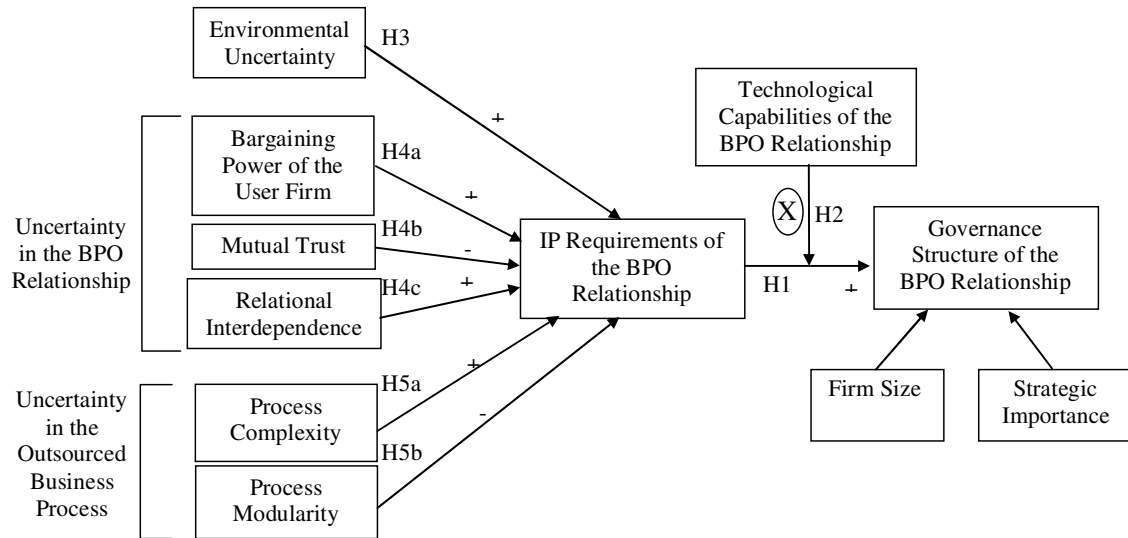 Environmental
Uncertainty
H3
+
Technological
Capabilities of the
BPO Relationship
Uncertainty
in the BPO
Relationship
Bargaining
Power of the
User Firm
H4a
+
Mutual Trust
H4b
-
Relational
Interdependence
H4c
+
IP Requirements of
the BPO
Relationship
X
H2
H1
+
Governance
Structure of the
BPO Relationship
Uncertainty
in the
Outsourced
Business
Process
Process
Complexity
H5a
+
Process
Modularity
H5b
-
Firm Size
Strategic
Importance